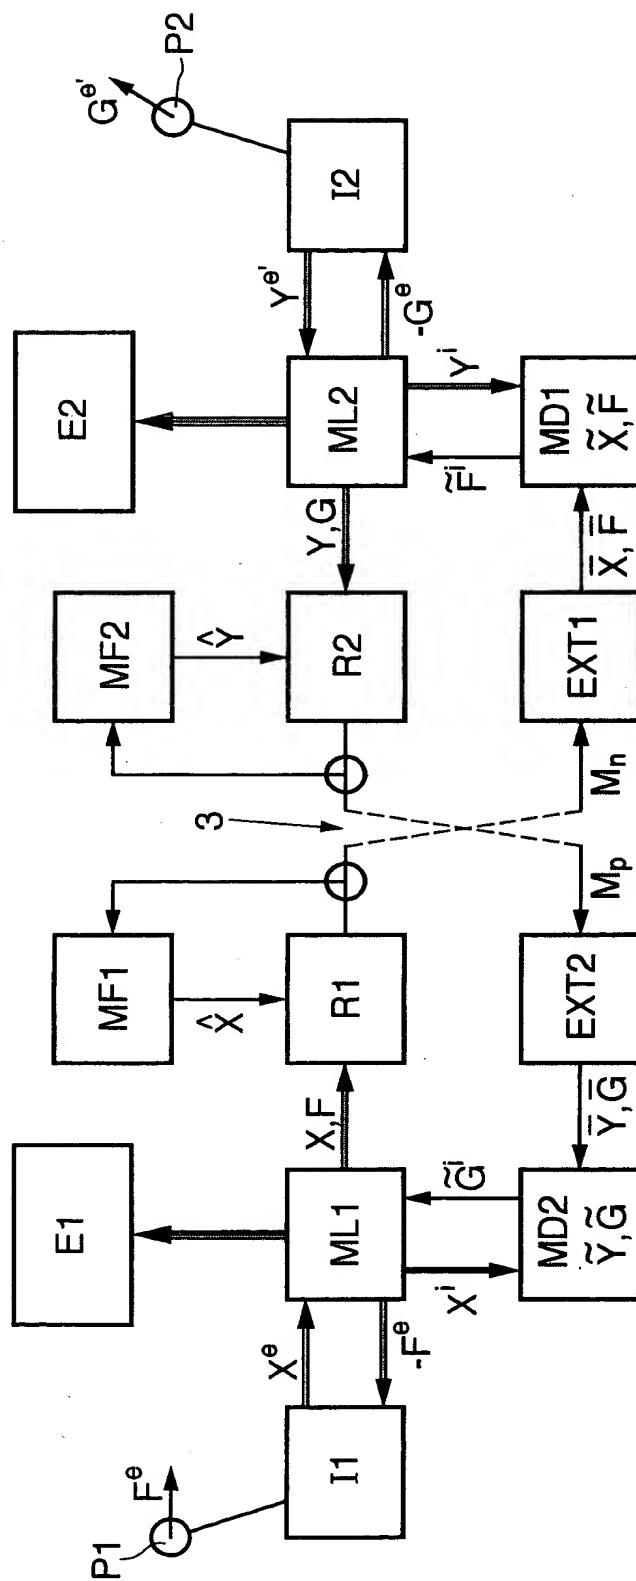 P1
F^e
I1
X^e
-F^e
E1
ML1
X^i
G̃^i
MD2
Ỹ,G̃
X,F
Y̅,G̅
MF1
X̂
R1
EXT2
M_p
3
M_n
MF2
Ŷ
R2
EXT1
Y,G
X̅,F̅
E2
ML2
F̃^i
Y^i
MD1
X̃,F̃
Y^e'
-G^e
I2
G^e'
P2